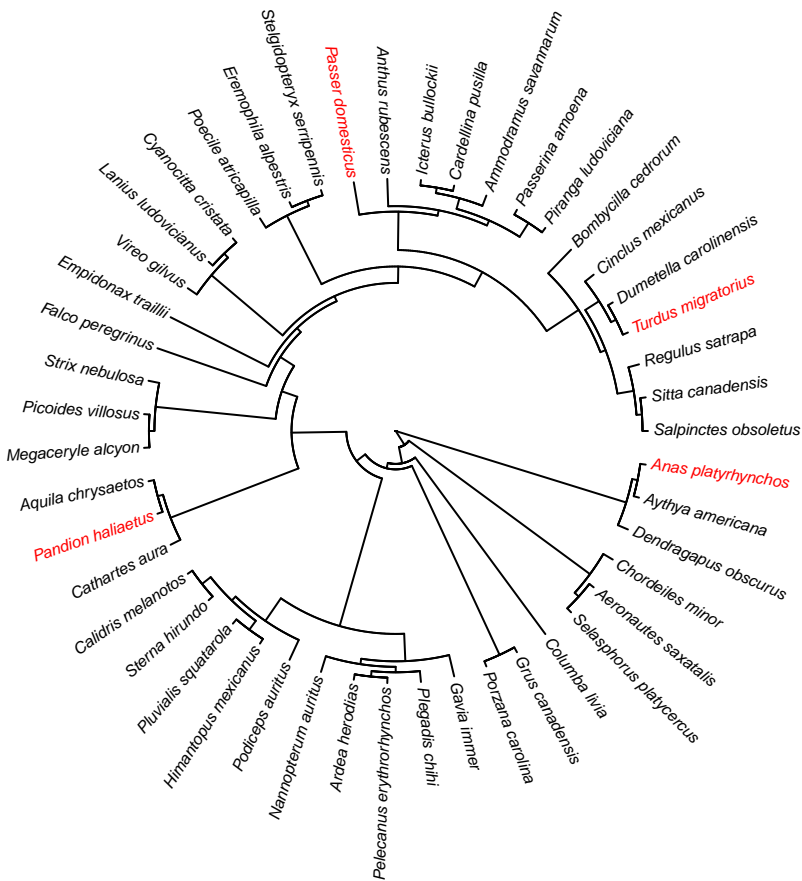 Stelgidopteryx serripennis
Passer domesticus
Anthus rubescens
Icterus bullockii
Cardellina pusilla
Ammodramus savannarum
Passerina amoena
Piranga ludoviciana
Bombycilla cedrorum
Cinclus mexicanus
Dumetella carolinensis
Turdus migratorius
Regulus satrapa
Sitta canadensis
Salpinctes obsoletus
Anas platyrhynchos
Aythya americana
Dendragapus obscurus
Chordeiles minor
Aeronautes saxatalis
Selasphorus platycercus
Columba livia
Grus canadensis
Porzana carolina
Gavia immer
Plegadis chihi
Pelecanus erythrorhynchos
Ardea herodias
Nannopterum auritus
Podiceps auritus
Himantopus mexicanus
Pluvialis squatarola
Sterna hirundo
Calidris melanotos
Cathartes aura
Pandion haliaetus
Aquila chrysaetos
Megaceryle alcyon
Picoides villosus
Strix nebulosa
Falco peregrinus
Empidonax traillii
Vireo gilvus
Lanius ludovicianus
Cyanocitta cristata
Poecile atricapilla
Eremophila alpestris